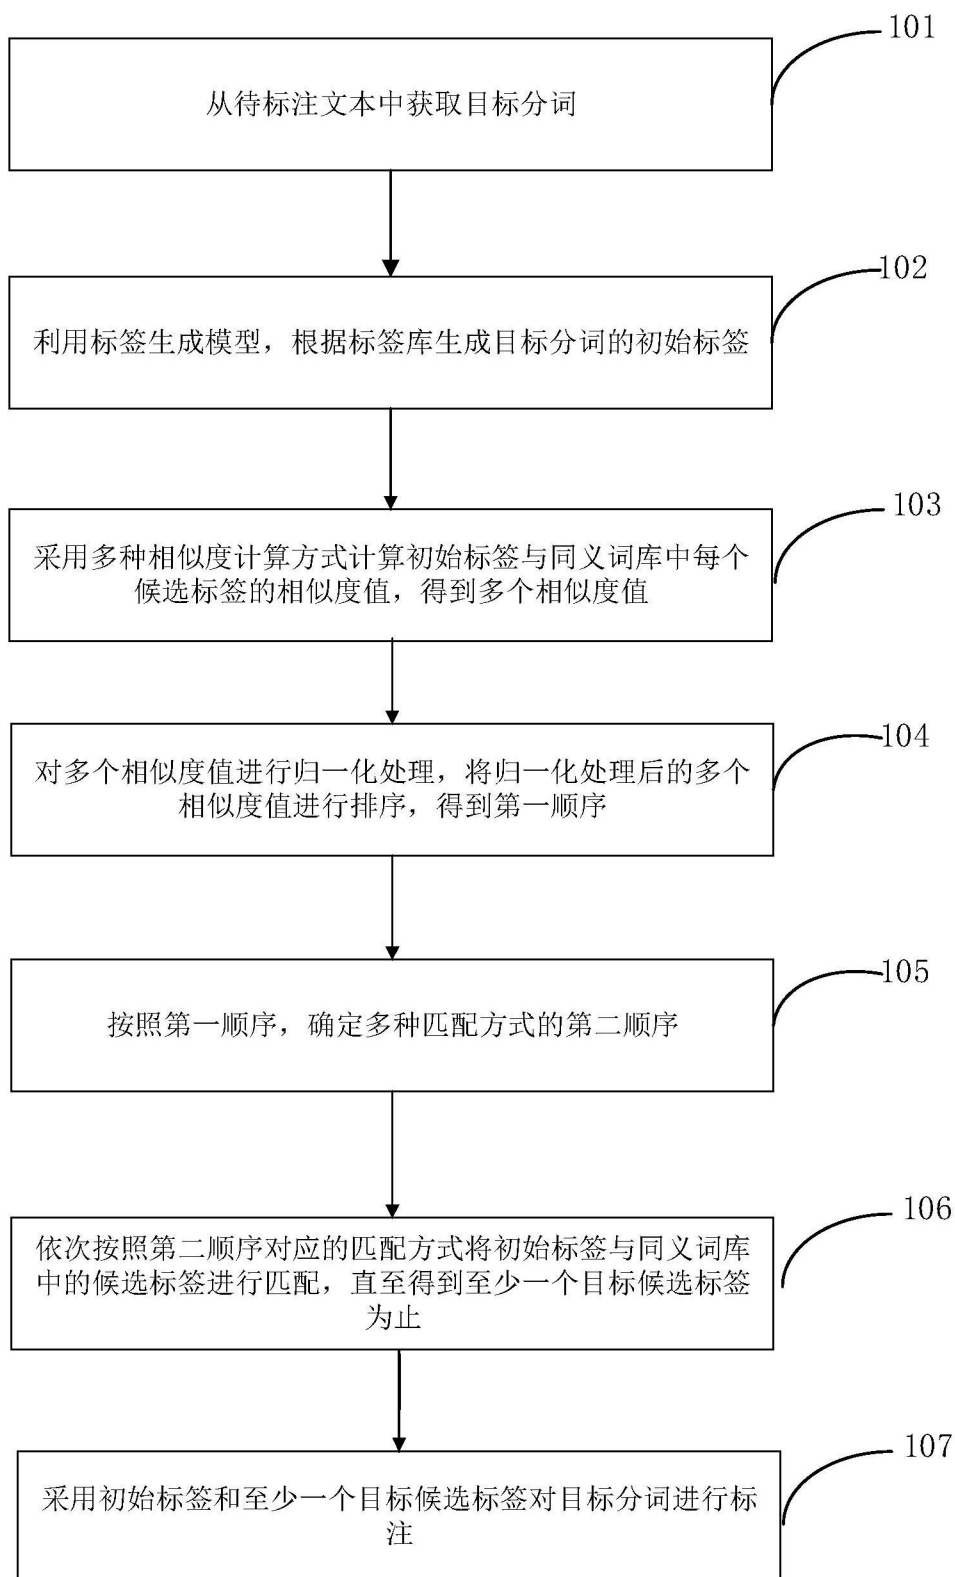 101
从待标注文本中获取目标分词
102
利用标签生成模型，根据标签库生成目标分词的初始标签
103
采用多种相似度计算方式计算初始标签与同义词库中每个
候选标签的相似度值，得到多个相似度值
104
对多个相似度值进行归一化处理，将归一化处理后的多个
相似度值进行排序，得到第一顺序
105
按照第一顺序，确定多种匹配方式的第二顺序
106
依次按照第二顺序对应的匹配方式将初始标签与同义词库
中的候选标签进行匹配，直至得到至少一个目标候选标签
为止
107
采用初始标签和至少一个目标候选标签对目标分词进行标
注